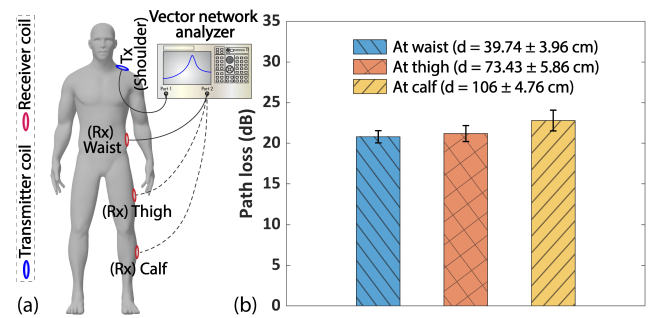 Receiver coil
Transmitter coil
Vector network
analyzer
Tx
(Shoulder)
Port 1
Port 2
(Rx)
Waist
(Rx) Thigh
(Rx) Calf
(a)
(b)
Path loss (dB)
35
30
25
20
15
10
5
0
At waist (d = 39.74 ± 3.96 cm)
At thigh (d = 73.43 ± 5.86 cm)
At calf (d = 106 ± 4.76 cm)